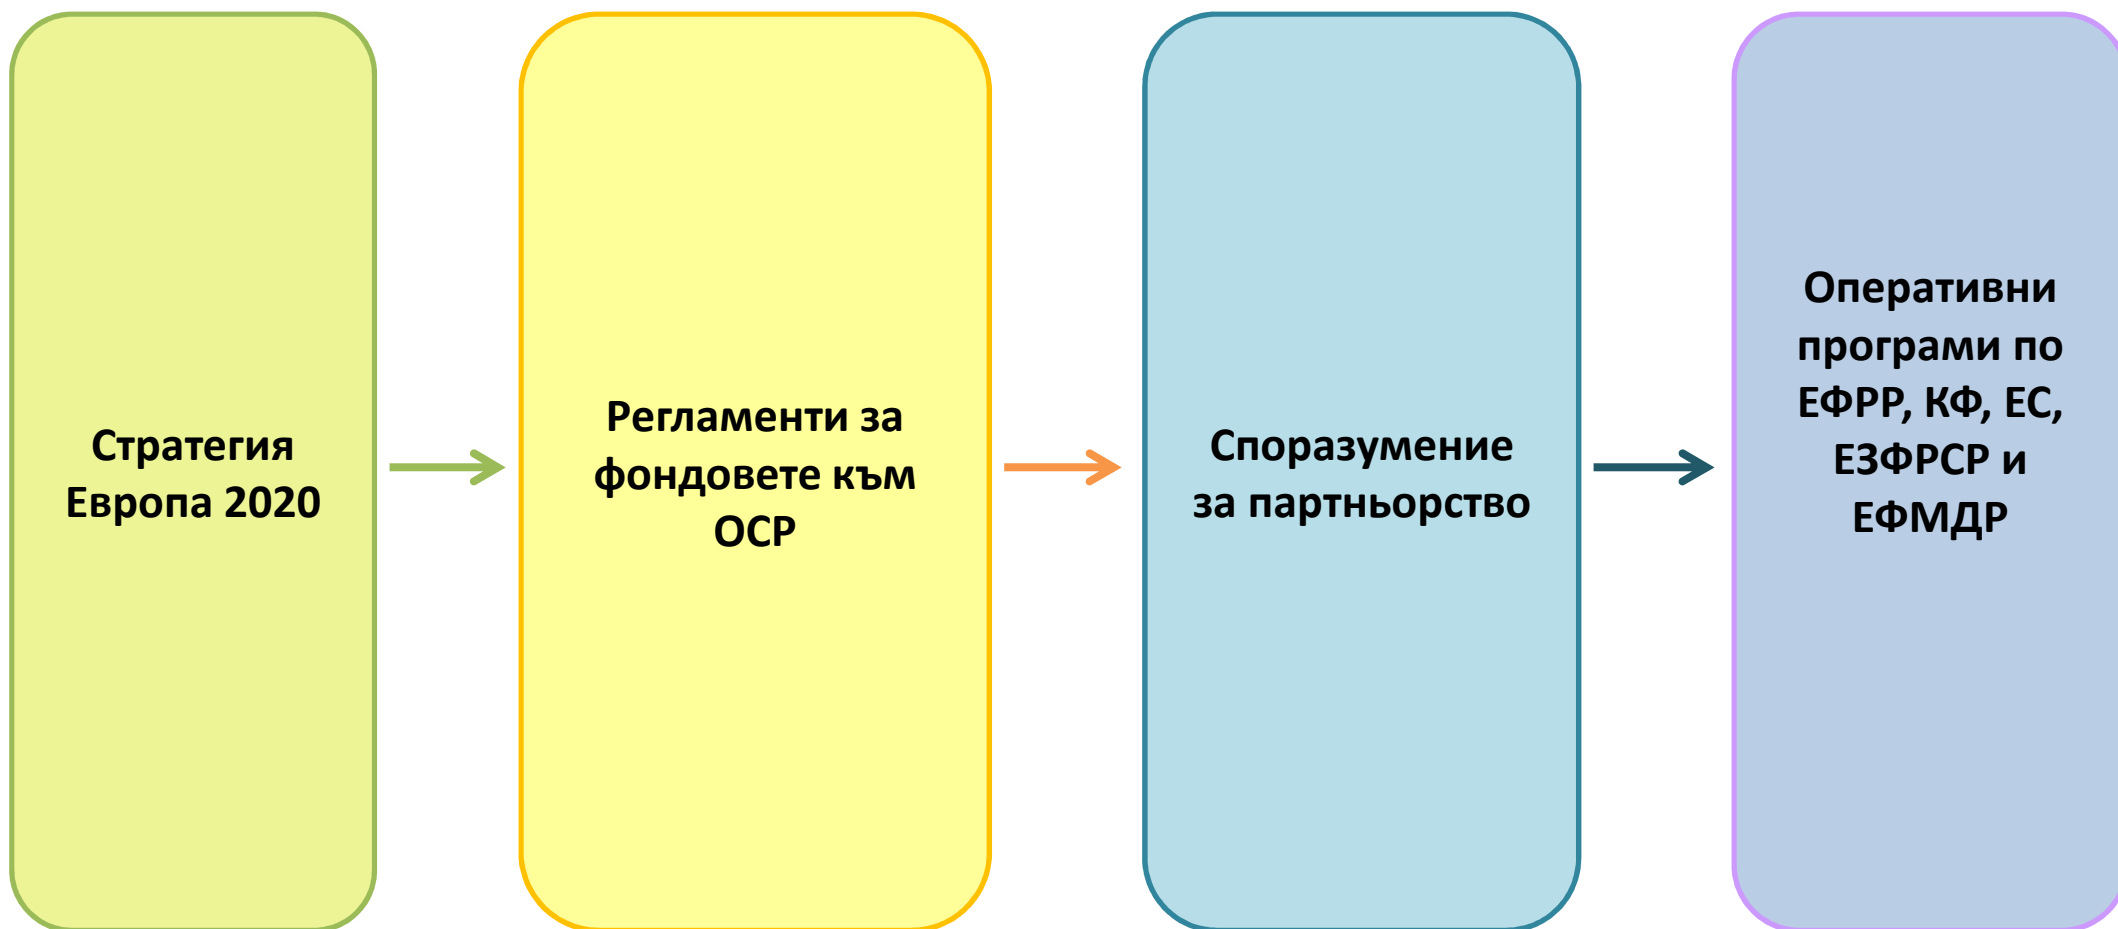 Стратегия
Европа 2020
Регламенти за
фондовете към
ОСР
Споразумение
за партньорство
Оперативни
програми по
ЕФРР, КФ, ЕС,
ЕЗФРСР и
ЕФМДР